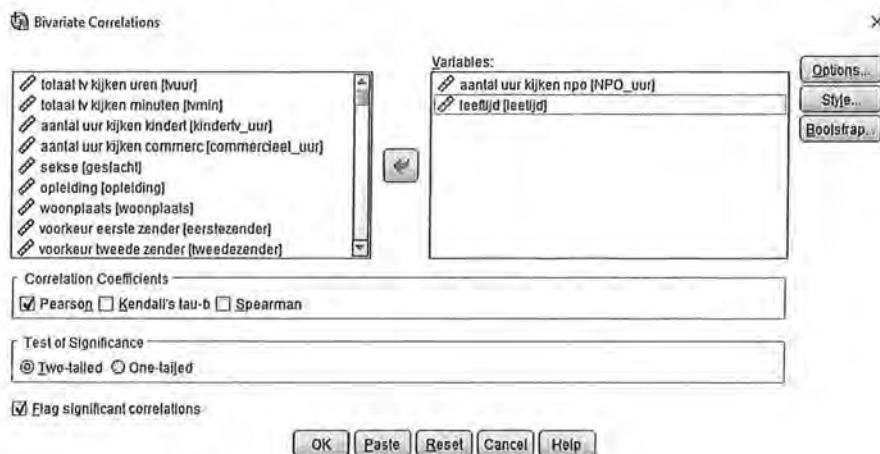 Bivariate Correlations
Variables:
totaal tv kijken uren [tvuur]
totaal tv kijken minuten [tvmin]
aantal uur kijken kindert [kindertv_uur]
aantal uur kijken commerc [commercieel_uur]
sekse [geslacht]
opleiding [opleiding]
woonplaats [woonplaats]
voorkeur eerste zender [eerstezender]
voorkeur tweede zender [tweedezender]
aantal uur kijken npo [NPO_uur]
leeftijd [leetijd]
Options...
Style...
Bootstrap...
Correlation Coefficients
Pearson Kendall's tau-b Spearman
Test of Significance
Two-tailed One-tailed
Flag significant correlations
OK Paste Reset Cancel Help